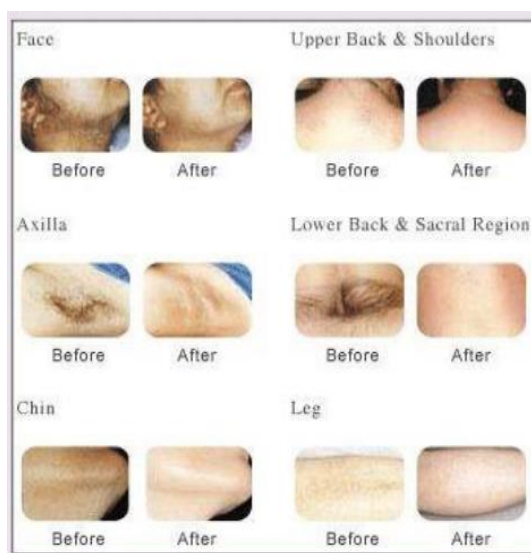 Face
Upper Back & Shoulders
Before
After
Before
After
Axilla
Lower Back & Sacral Region
Before
After
Before
After
Chin
Leg
Before
After
Before
After